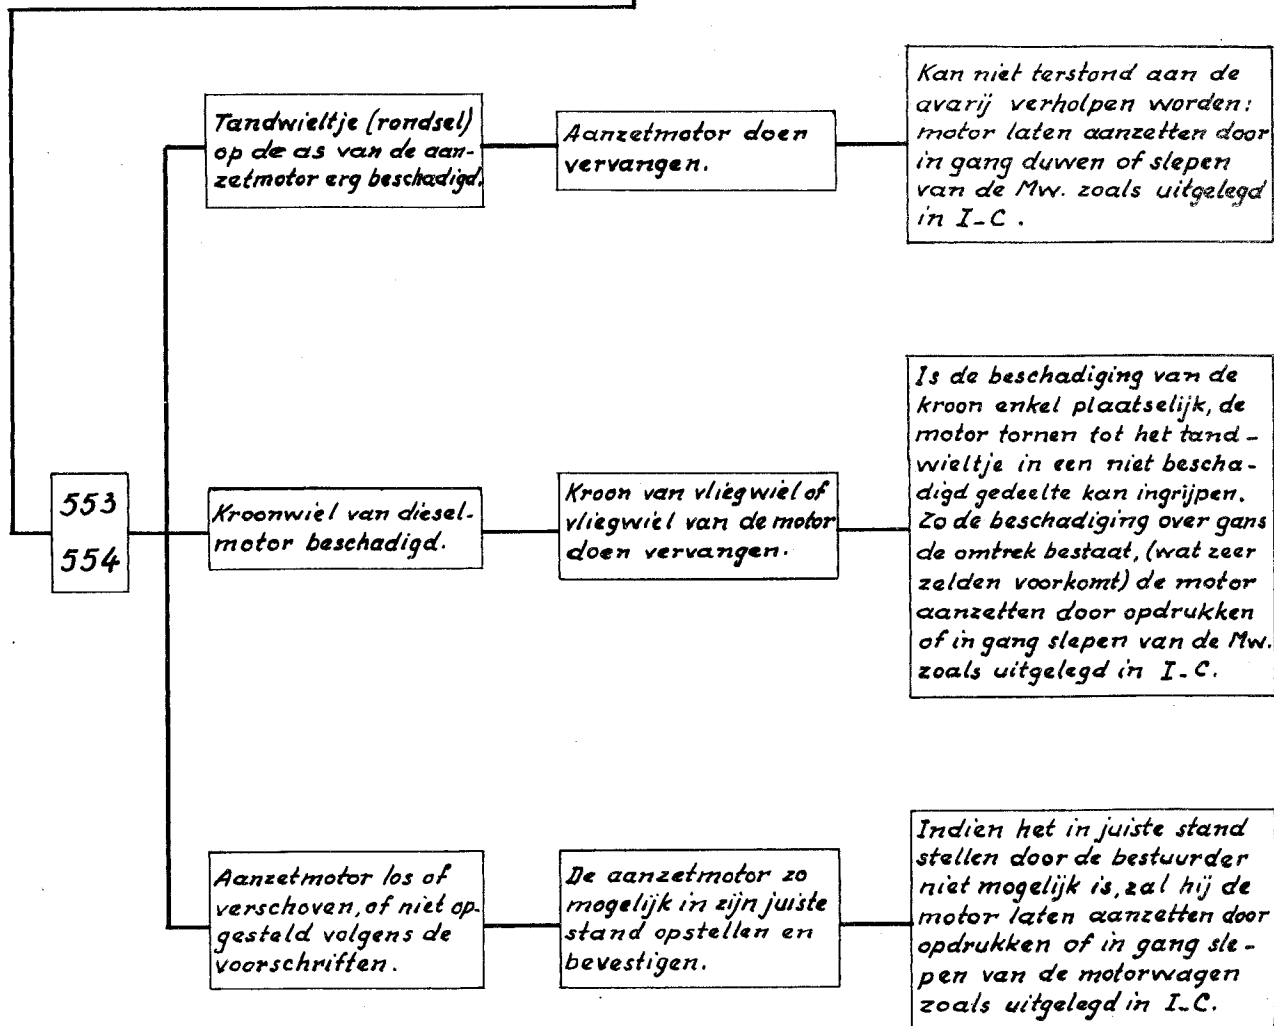 Tandwieltje (rondsel)
op de as van de aan-
zetmotor erg beschadigd.
Aanzetmotor doen
vervangen.
Kan niet terstond aan de
avarij verholpen worden:
motor laten aanzetten door
in gang duwen of slepen
van de Mw. zoals uitgelegd
in I-C.
553
554
Kroonwiel van diesel-
motor beschadigd.
Kroon van vliegwiel of
vliegwiel van de motor
doen vervangen.
Is de beschadiging van de
kroon enkel plaatselijk, de
motor tornen tot het tand-
wieltje in een niet bescha-
digd gedeelte kan ingrijpen.
Zo de beschadiging over gans
de omtrek bestaat, (wat zeer
zelden voorkomt) de motor
aanzetten door opdrukken
of in gang slepen van de Mw.
zoals uitgelegd in I-C.
Aanzetmotor los of
verschoven, of niet op-
gesteld volgens de
voorschriften.
De aanzetmotor zo
mogelijk in zijn juiste
stand opstellen en
bevestigen.
Indien het in juiste stand
stellen door de bestuurder
niet mogelijk is, zal hij de
motor laten aanzetten door
opdrukken of in gang sle-
pen van de motorwagen
zoals uitgelegd in I-C.